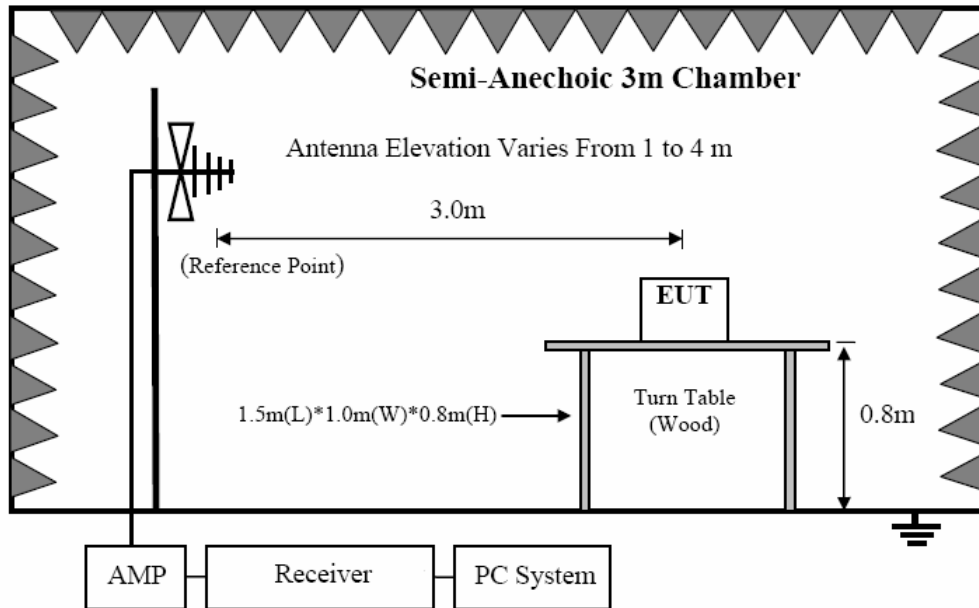 Semi-Anechoic 3m Chamber
Antenna Elevation Varies From 1 to 4 m
3.0m
(Reference Point)
EUT
1.5m(L)*1.0m(W)*0.8m(H)
Turn Table
(Wood)
0.8m
AMP
Receiver
PC System